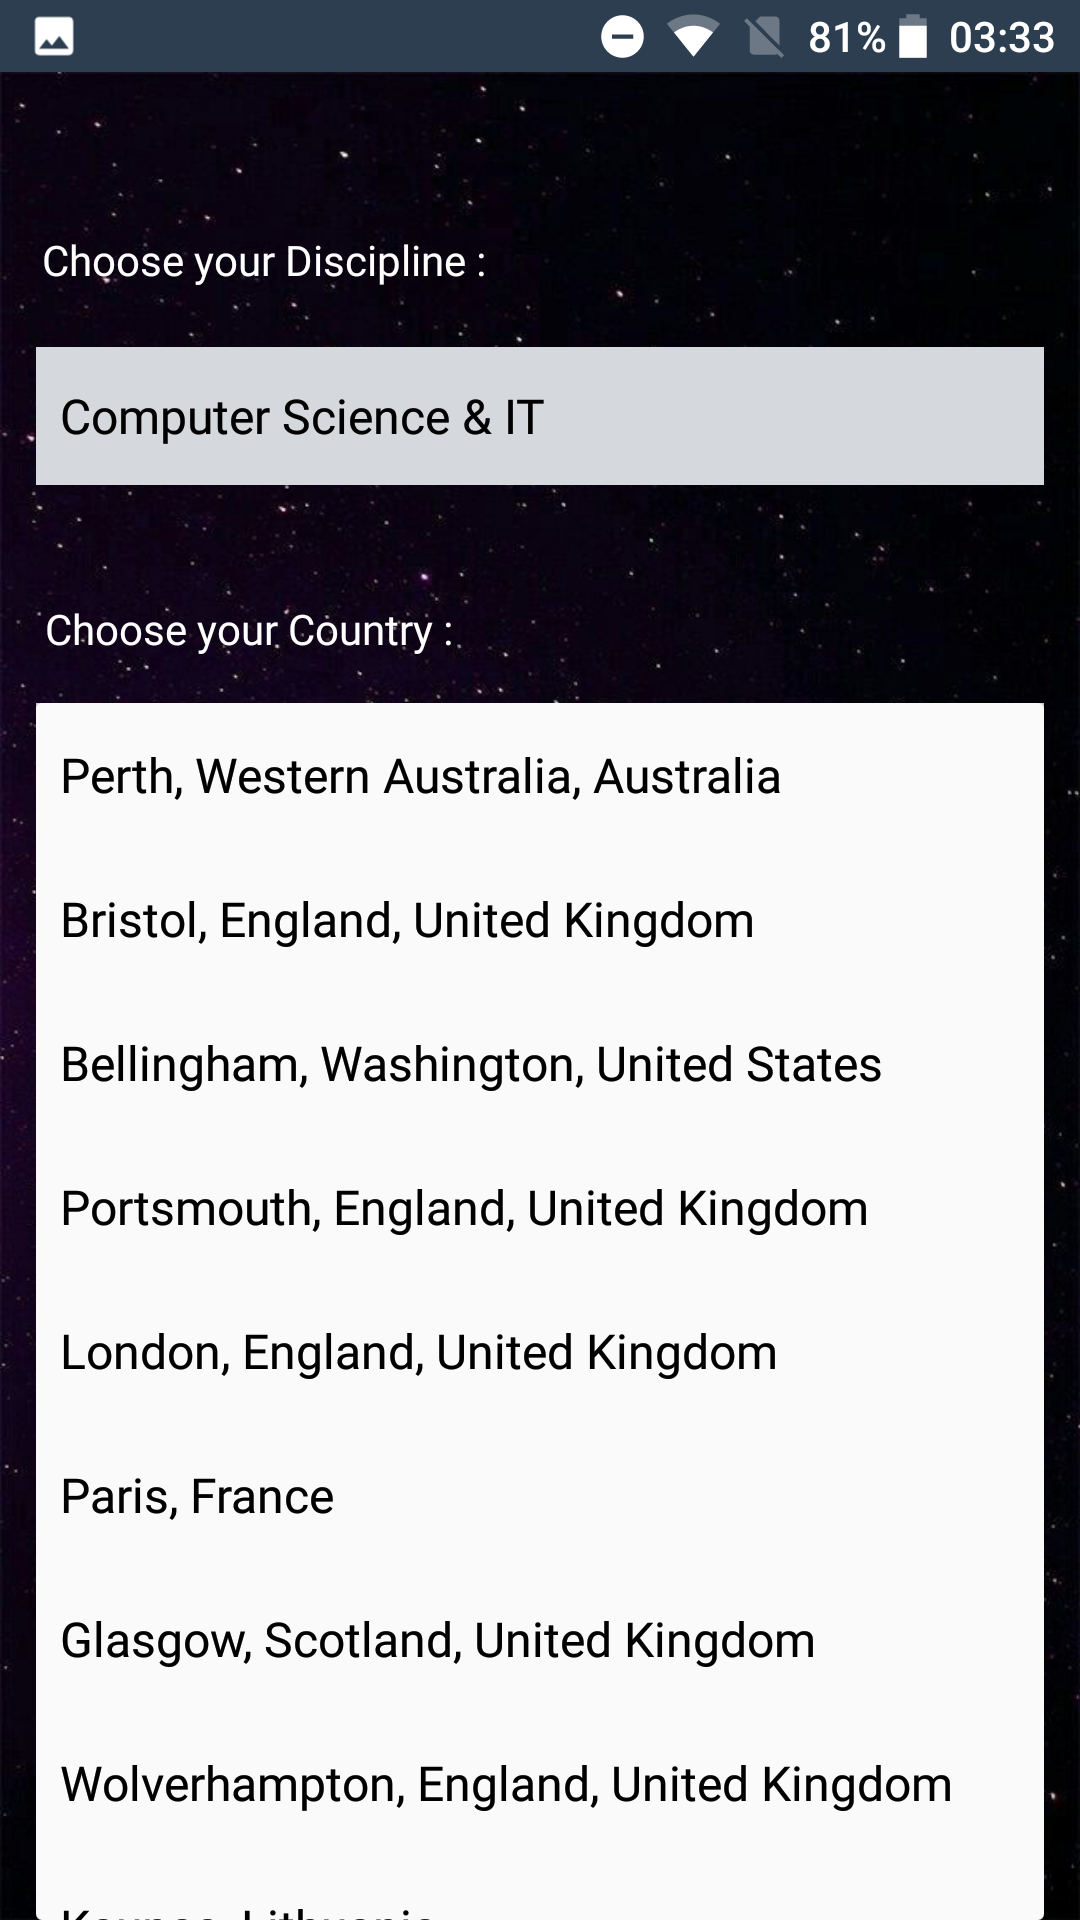 81% 03:33
Choose your Discipline :
Computer Science & IT
Choose your Country :
Perth, Western Australia, Australia
Bristol, England, United Kingdom
Bellingham, Washington, United States
Portsmouth, England, United Kingdom
London, England, United Kingdom
Paris, France
Glasgow, Scotland, United Kingdom
Wolverhampton, England, United Kingdom
Kaunas, Lithuania